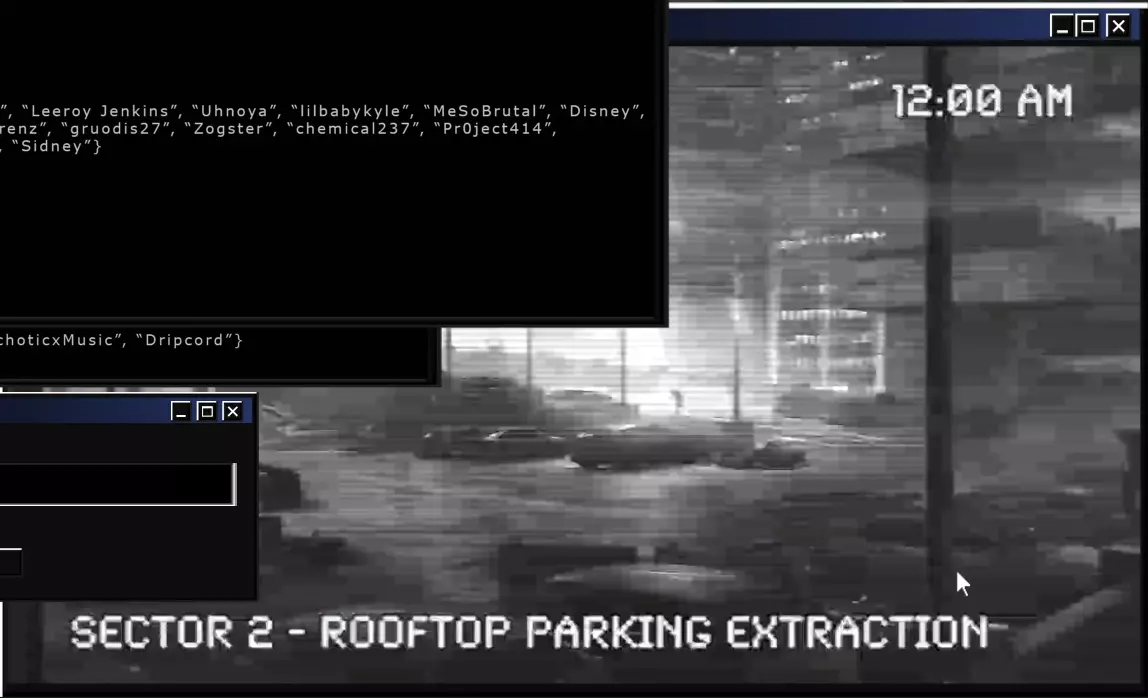 ”, “Leeroy Jenkins”, “Uhnoya”, “lilbabykyle”, “MeSoBrutal”, “Disney”,
renz”, “gruodis27”, “Zogster”, “chemical237”, “Pr0ject414”,
, “Sidney”}
choticxMusic”, “Dripcord”}
12:00 AM
SECTOR 2 - ROOFTOP PARKING EXTRACTION